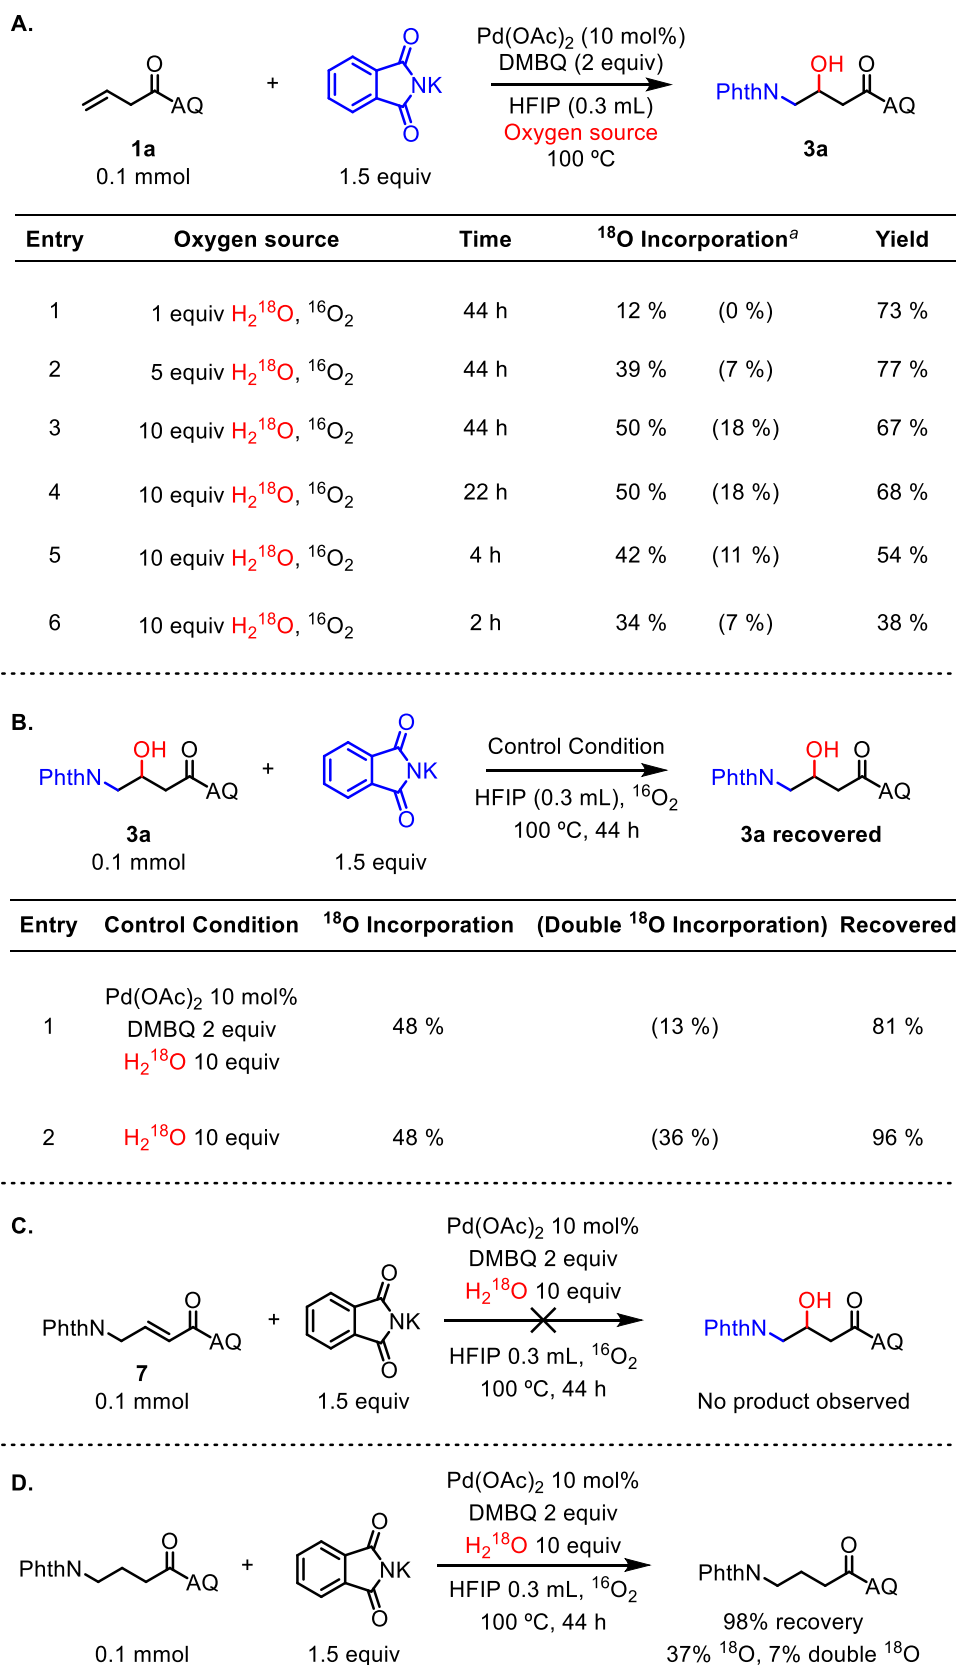 A.
O
AQ
1a
0.1 mmol
+
O
NK
O
1.5 equiv
Pd(OAc)2 (10 mol%)
DMBQ (2 equiv)
HFIP (0.3 mL)
Oxygen source
100 ºC
OH O
PhthN AQ
3a
Entry Oxygen source Time 18O Incorporationa Yield
1 1 equiv H218O, 16O2 44 h 12 % (0 %) 73 %
2 5 equiv H218O, 16O2 44 h 39 % (7 %) 77 %
3 10 equiv H218O, 16O2 44 h 50 % (18 %) 67 %
4 10 equiv H218O, 16O2 22 h 50 % (18 %) 68 %
5 10 equiv H218O, 16O2 4 h 42 % (11 %) 54 %
6 10 equiv H218O, 16O2 2 h 34 % (7 %) 38 %
B.
OH O
PhthN AQ
3a
0.1 mmol
+
O
NK
O
1.5 equiv
Control Condition
HFIP (0.3 mL), 16O2
100 ºC, 44 h
OH O
PhthN AQ
3a recovered
Entry Control Condition 18O Incorporation (Double 18O Incorporation) Recovered
Pd(OAc)2 10 mol%
1 DMBQ 2 equiv 48 % (13 %) 81 %
H218O 10 equiv
2 H218O 10 equiv 48 % (36 %) 96 %
C.
O
PhthN AQ
7
0.1 mmol
+
O
NK
O
1.5 equiv
Pd(OAc)2 10 mol%
DMBQ 2 equiv
H218O 10 equiv
HFIP 0.3 mL, 16O2
100 ºC, 44 h
OH O
PhthN AQ
No product observed
D.
O
PhthN AQ
0.1 mmol
+
O
NK
O
1.5 equiv
Pd(OAc)2 10 mol%
DMBQ 2 equiv
H218O 10 equiv
HFIP 0.3 mL, 16O2
100 ºC, 44 h
O
PhthN AQ
98% recovery
37% 18O, 7% double 18O